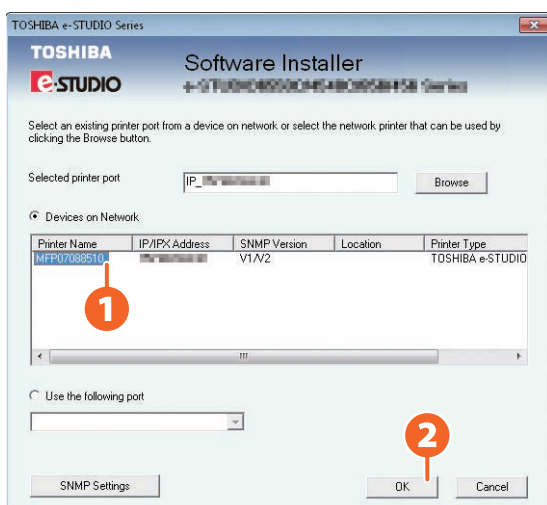 TOSHIBA e-STUDIO Series
TOSHIBA
e-STUDIO
Software Installer
Series
Select an existing printer port from a device on network or select the network printer that can be used by
clicking the Browse button.
Selected printer port
IP_
Browse
Devices on Network
Printer Name IP/IPX Address SNMP Version Location Printer Type
MFP07088510 V1/V2 TOSHIBA e-STUDIO
1
Use the following port
2
SNMP Settings
OK
Cancel